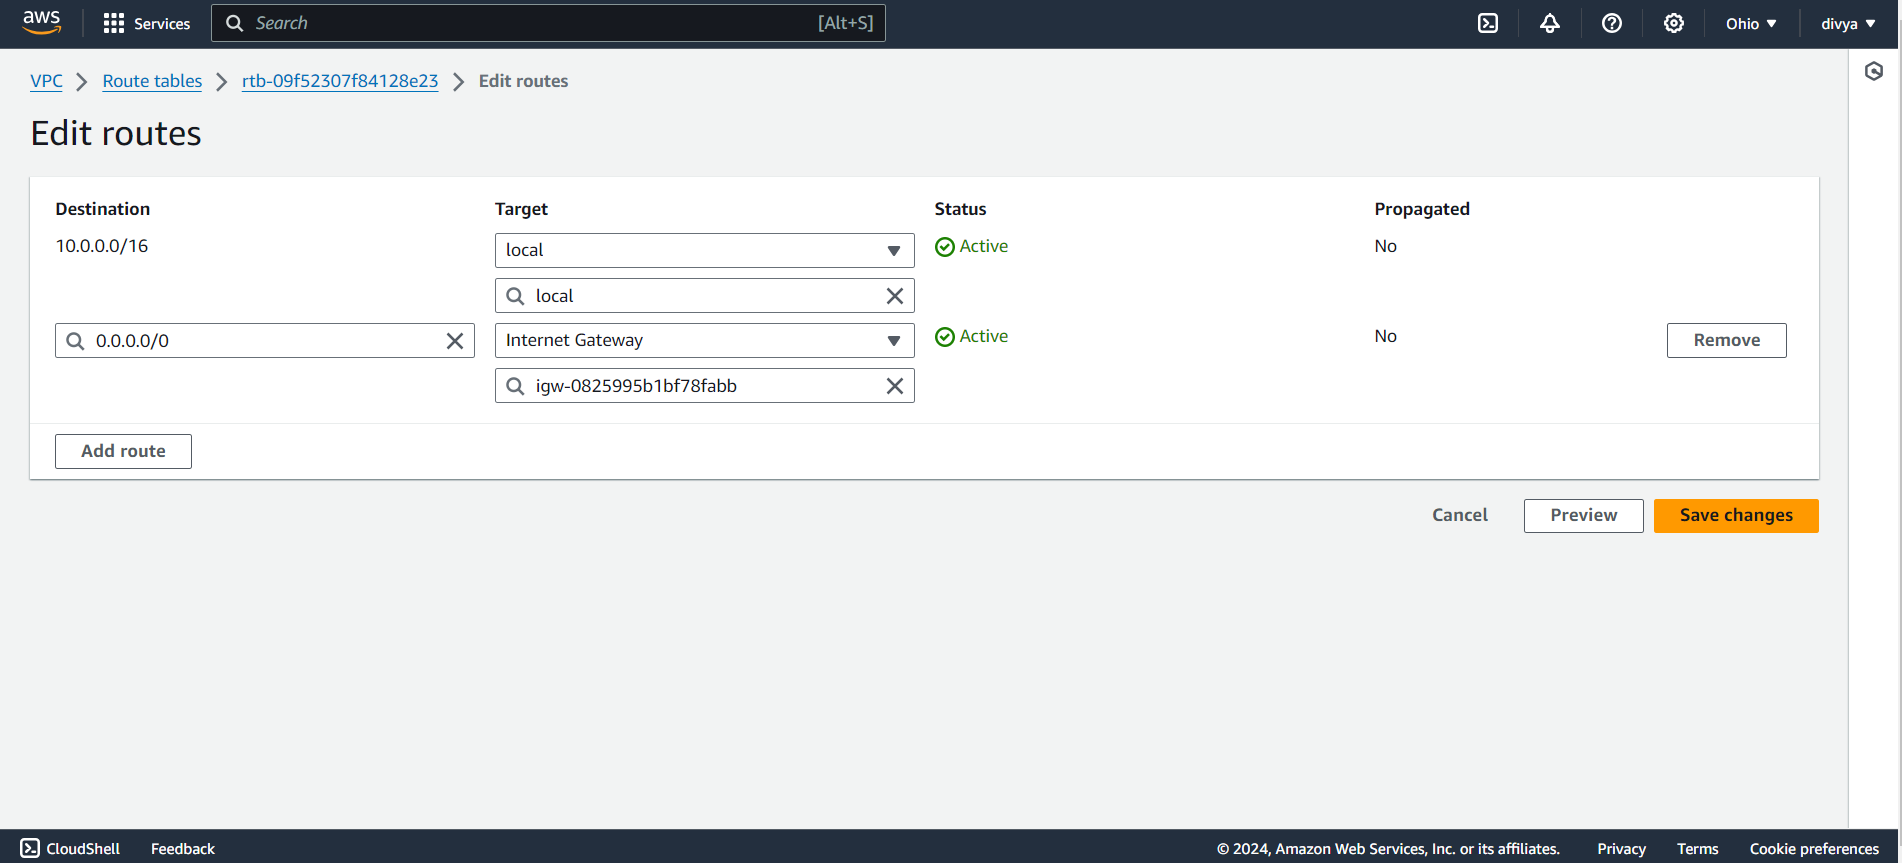 aws Services Search [Alt+S] Ohio divya
VPC Route tables rtb-09f52307f84128e23 Edit routes
Edit routes
Destination Target Status Propagated
10.0.0.0/16 local Active No
local
0.0.0.0/0 Internet Gateway Active No Remove
igw-0825995b1bf78fabb
Add route
Cancel Preview Save changes
CloudShell Feedback © 2024, Amazon Web Services, Inc. or its affiliates. Privacy Terms Cookie preferences